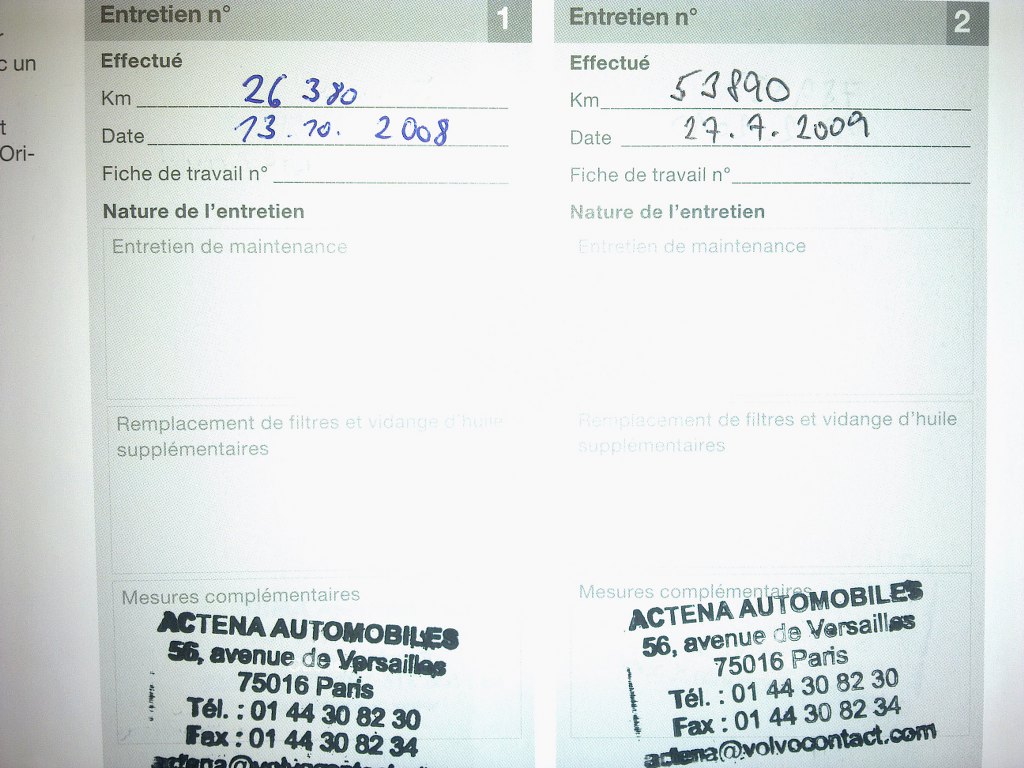 c un
t
Ori-
Entretien n° 1
Effectué
Km 26 380
Date 13.10. 2008
Fiche de travail n°
Nature de l'entretien
Entretien de maintenance
Remplacement de filtres et vidange d'huile
supplémentaires
Mesures complémentaires
ACTENA AUTOMOBILES
56, avenue de Versailles
75016 Paris
Tél. : 01 44 30 82 30
Fax : 01 44 30 82 34
actena@volvocontact
Entretien n° 2
Effectué
Km 53890
Date 27.7.2009
Fiche de travail n°
Nature de l'entretien
Entretien de maintenance
Remplacement de filtres et vidange d'huile
supplémentaires
Mesures complémentaires
ACTENA AUTOMOBILES
56, avenue de Versailles
75016 Paris
Tél. : 01 44 30 82 30
Fax : 01 44 30 82 34
actena@volvocontact.com